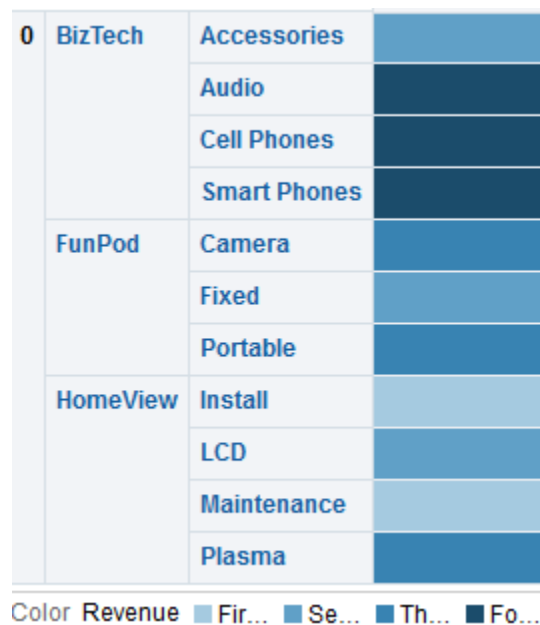 0 BizTech Accessories
Audio
Cell Phones
Smart Phones
FunPod Camera
Fixed
Portable
HomeView Install
LCD
Maintenance
Plasma
Color Revenue Fir... Se... Th... Fo...